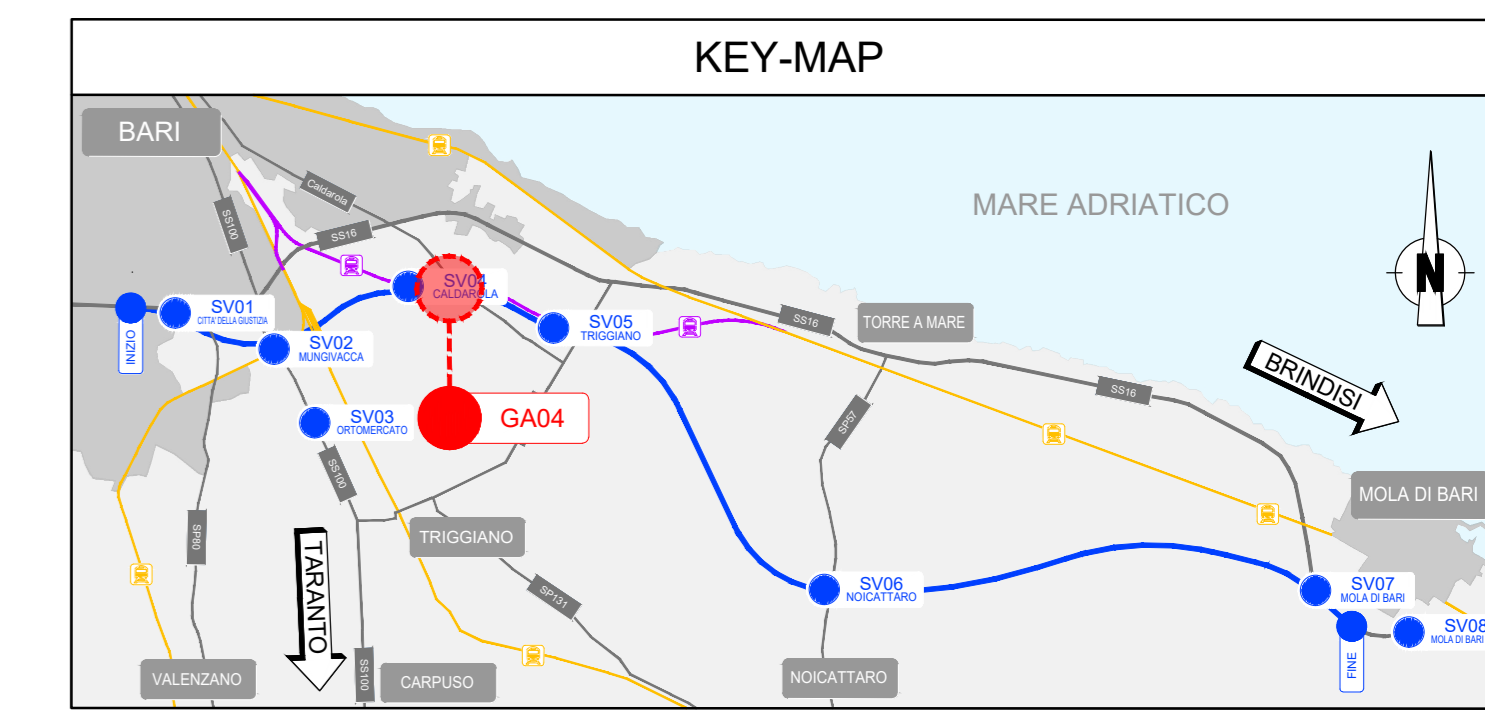 KEY-MAP
BARI
Caldarola
SS100
SS16
MARE ADRIATICO
N
SV04
CALDAROLA
SV01
CITTA' DELLA GIUSTIZIA
SV02
MUNGIVACCA
INIZIO
SV05
TRIGGIANO
SS16
TORRE A MARE
BRINDISI
SS16
SV03
ORTOMERCATO
GA04
SP57
SS100
MOLA DI BARI
SP80
TARANTO
TRIGGIANO
SP131
SV06
NOICATTARO
SV07
MOLA DI BARI
SV08
MOLA DI BARI
FINE
VALENZANO
SS100
CARPUSO
NOICATTARO